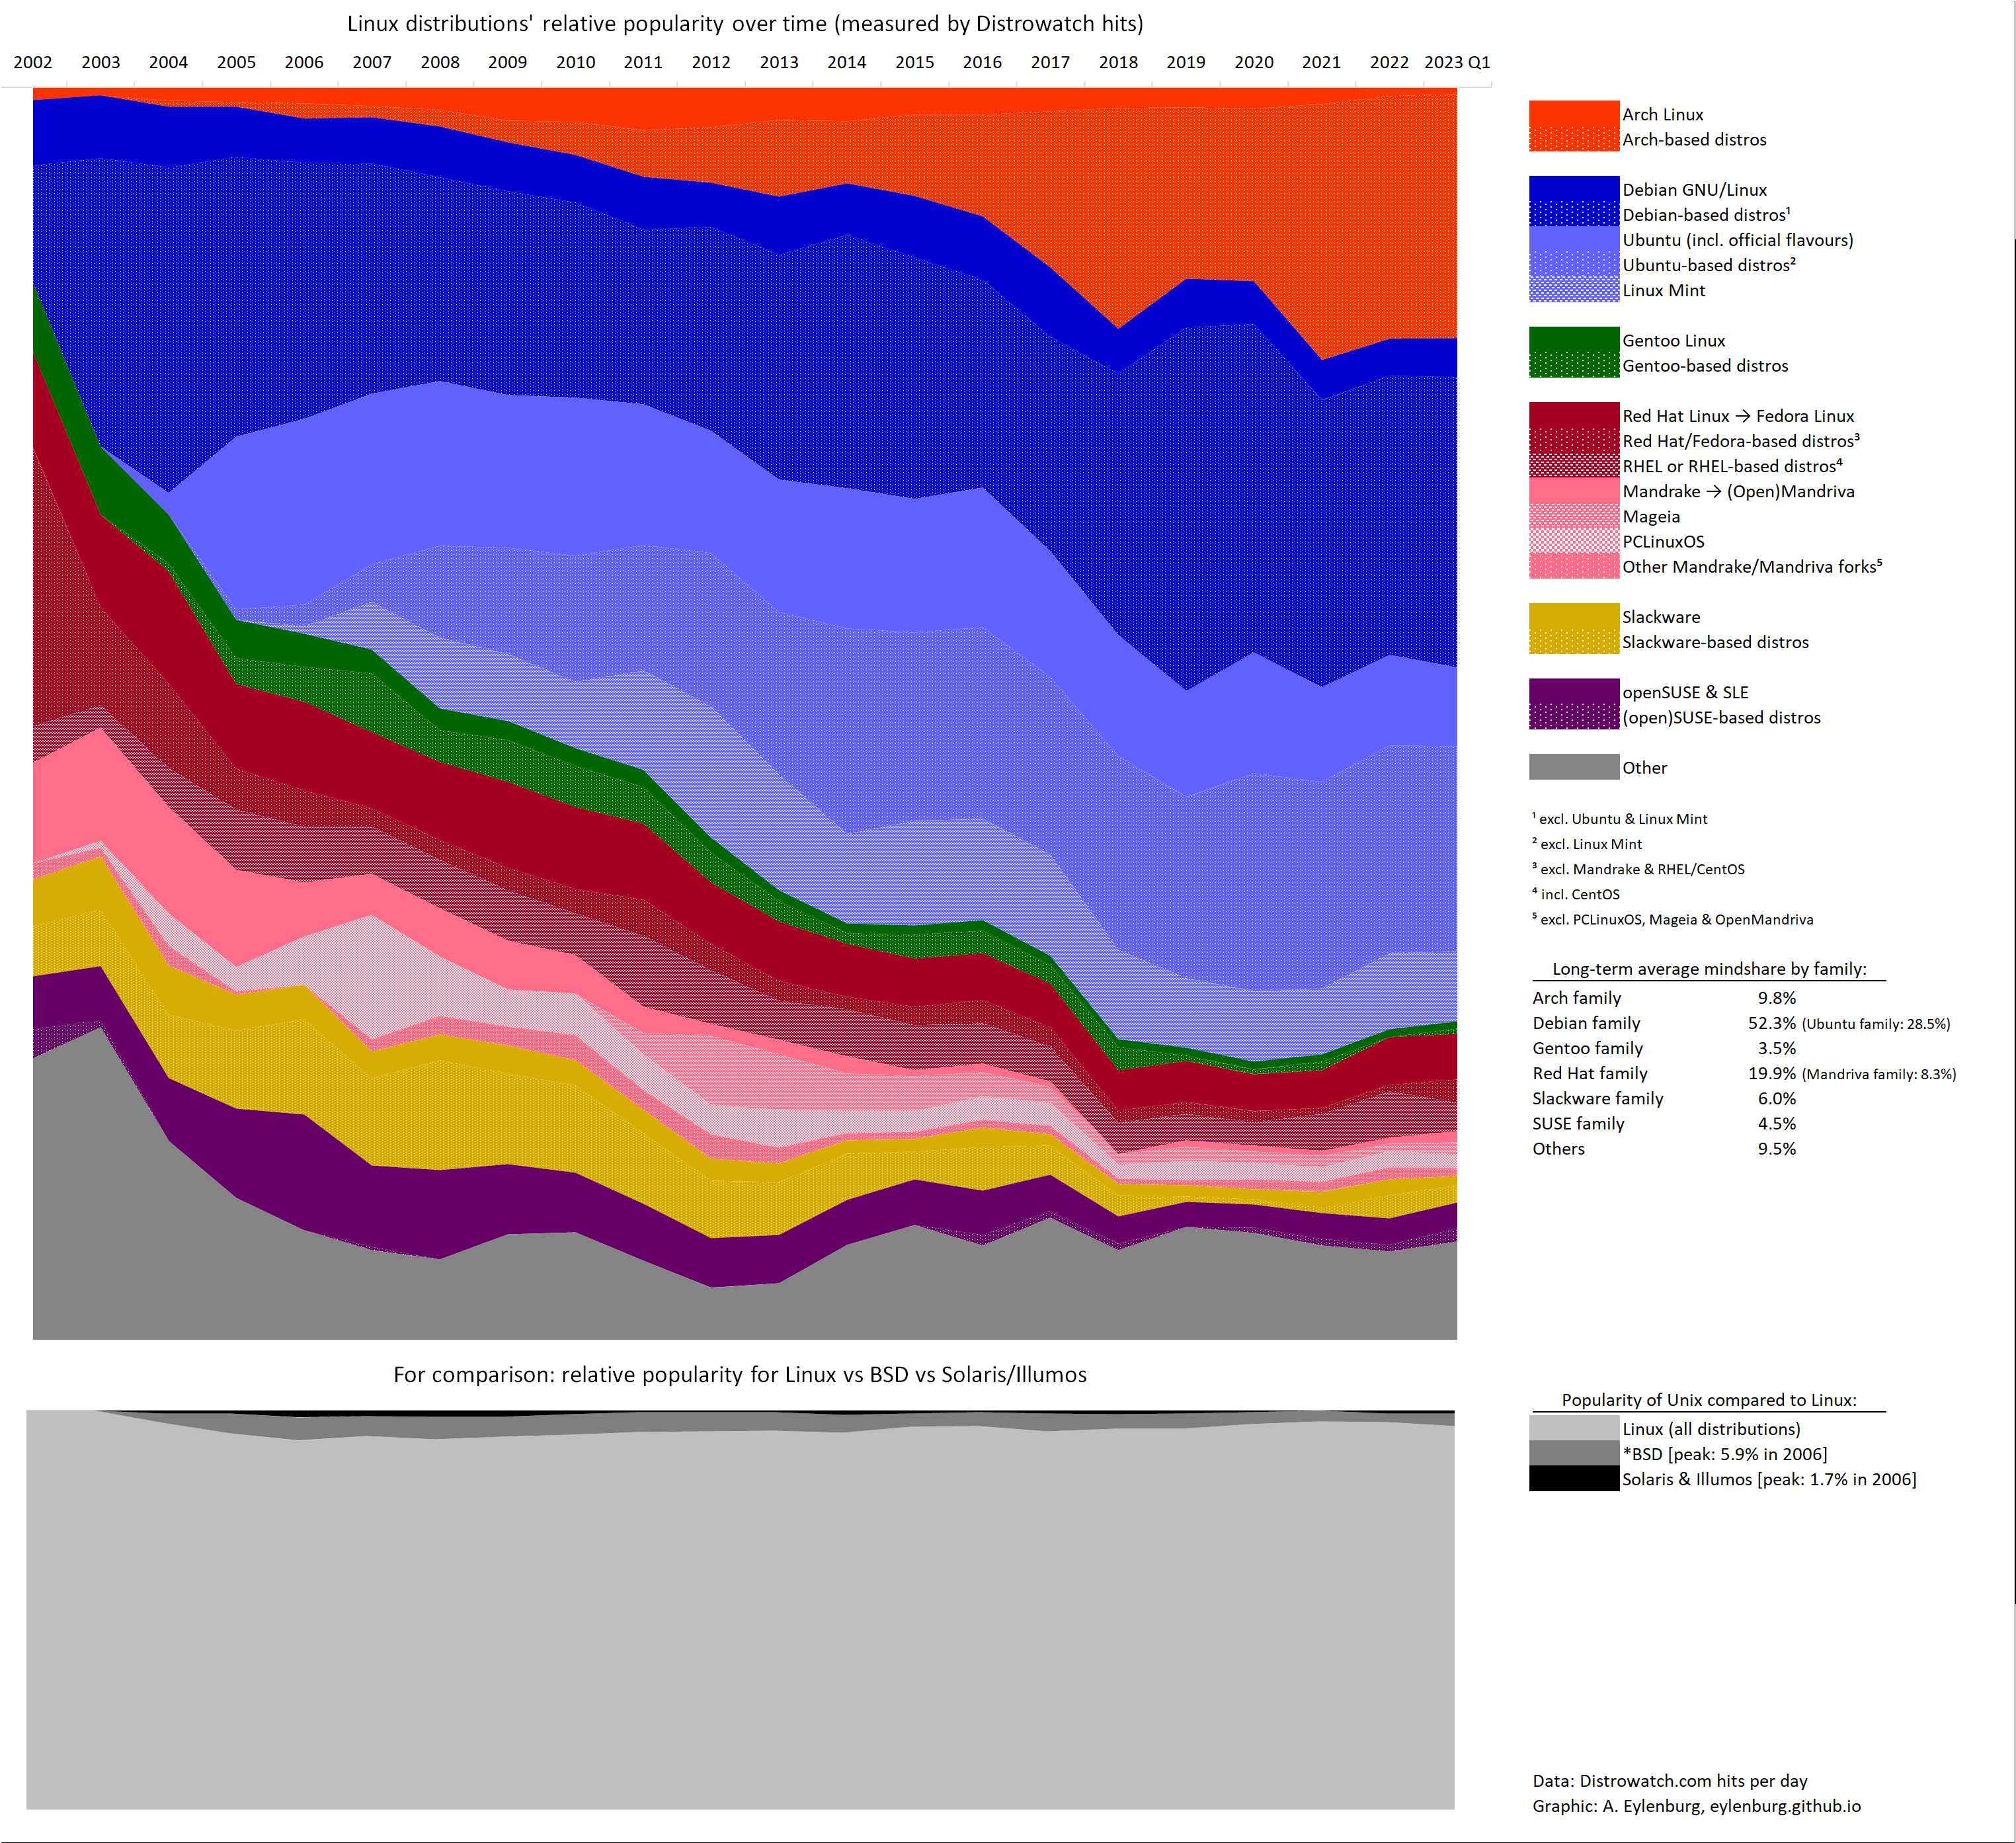 Linux distributions' relative popularity over time (measured by Distrowatch hits)
2002 2003 2004 2005 2006 2007 2008 2009 2010 2011 2012 2013 2014 2015 2016 2017 2018 2019 2020 2021 2022 2023 Q1
Arch Linux
Arch-based distros
Debian GNU/Linux
Debian-based distros¹
Ubuntu (incl. official flavours)
Ubuntu-based distros²
Linux Mint
Gentoo Linux
Gentoo-based distros
Red Hat Linux → Fedora Linux
Red Hat/Fedora-based distros³
RHEL or RHEL-based distros⁴
Mandrake → (Open)Mandriva
Mageia
PCLinuxOS
Other Mandrake/Mandriva forks⁵
Slackware
Slackware-based distros
openSUSE & SLE
(open)SUSE-based distros
Other
¹ excl. Ubuntu & Linux Mint
² excl. Linux Mint
³ excl. Mandrake & RHEL/CentOS
⁴ incl. CentOS
⁵ excl. PCLinuxOS, Mageia & OpenMandriva
Long-term average mindshare by family:
Arch family 9.8%
Debian family 52.3% (Ubuntu family: 28.5%)
Gentoo family 3.5%
Red Hat family 19.9% (Mandriva family: 8.3%)
Slackware family 6.0%
SUSE family 4.5%
Others 9.5%
For comparison: relative popularity for Linux vs BSD vs Solaris/Illumos
Popularity of Unix compared to Linux:
Linux (all distributions)
*BSD [peak: 5.9% in 2006]
Solaris & Illumos [peak: 1.7% in 2006]
Data: Distrowatch.com hits per day
Graphic: A. Eylenburg, eylenburg.github.io